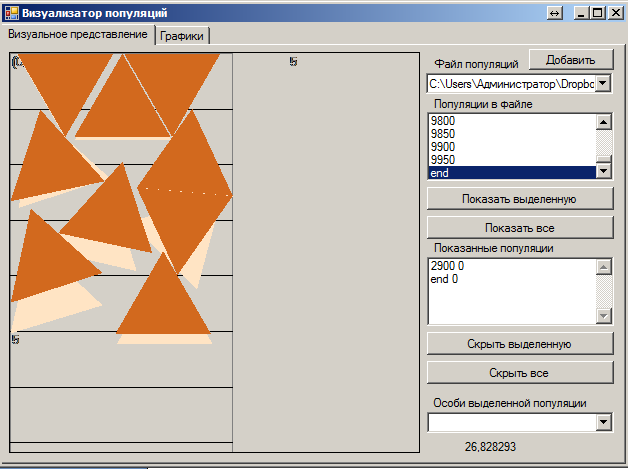 Визуализатор популяций
Визуальное представление
Графики
Файл популяций
Добавить
C:\Users\Администратор\Dropbo
Популяции в файле
9800
9850
9900
9950
end
Показать выделенную
Показать все
Показанные популяции
2900 0
end 0
Скрыть выделенную
Скрыть все
Особи выделенной популяции
26,828293